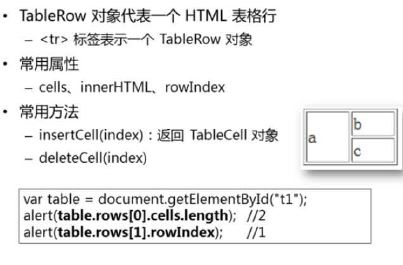 • TableRow 对象代表一个 HTML 表格行
– <tr> 标签表示一个 TableRow 对象
• 常用属性
– cells、innerHTML、rowIndex
• 常用方法
– insertCell(index)：返回 TableCell 对象
– deleteCell(index)
a
b
c
var table = document.getElementById("t1");
alert(table.rows[0].cells.length); //2
alert(table.rows[1].rowIndex); //1